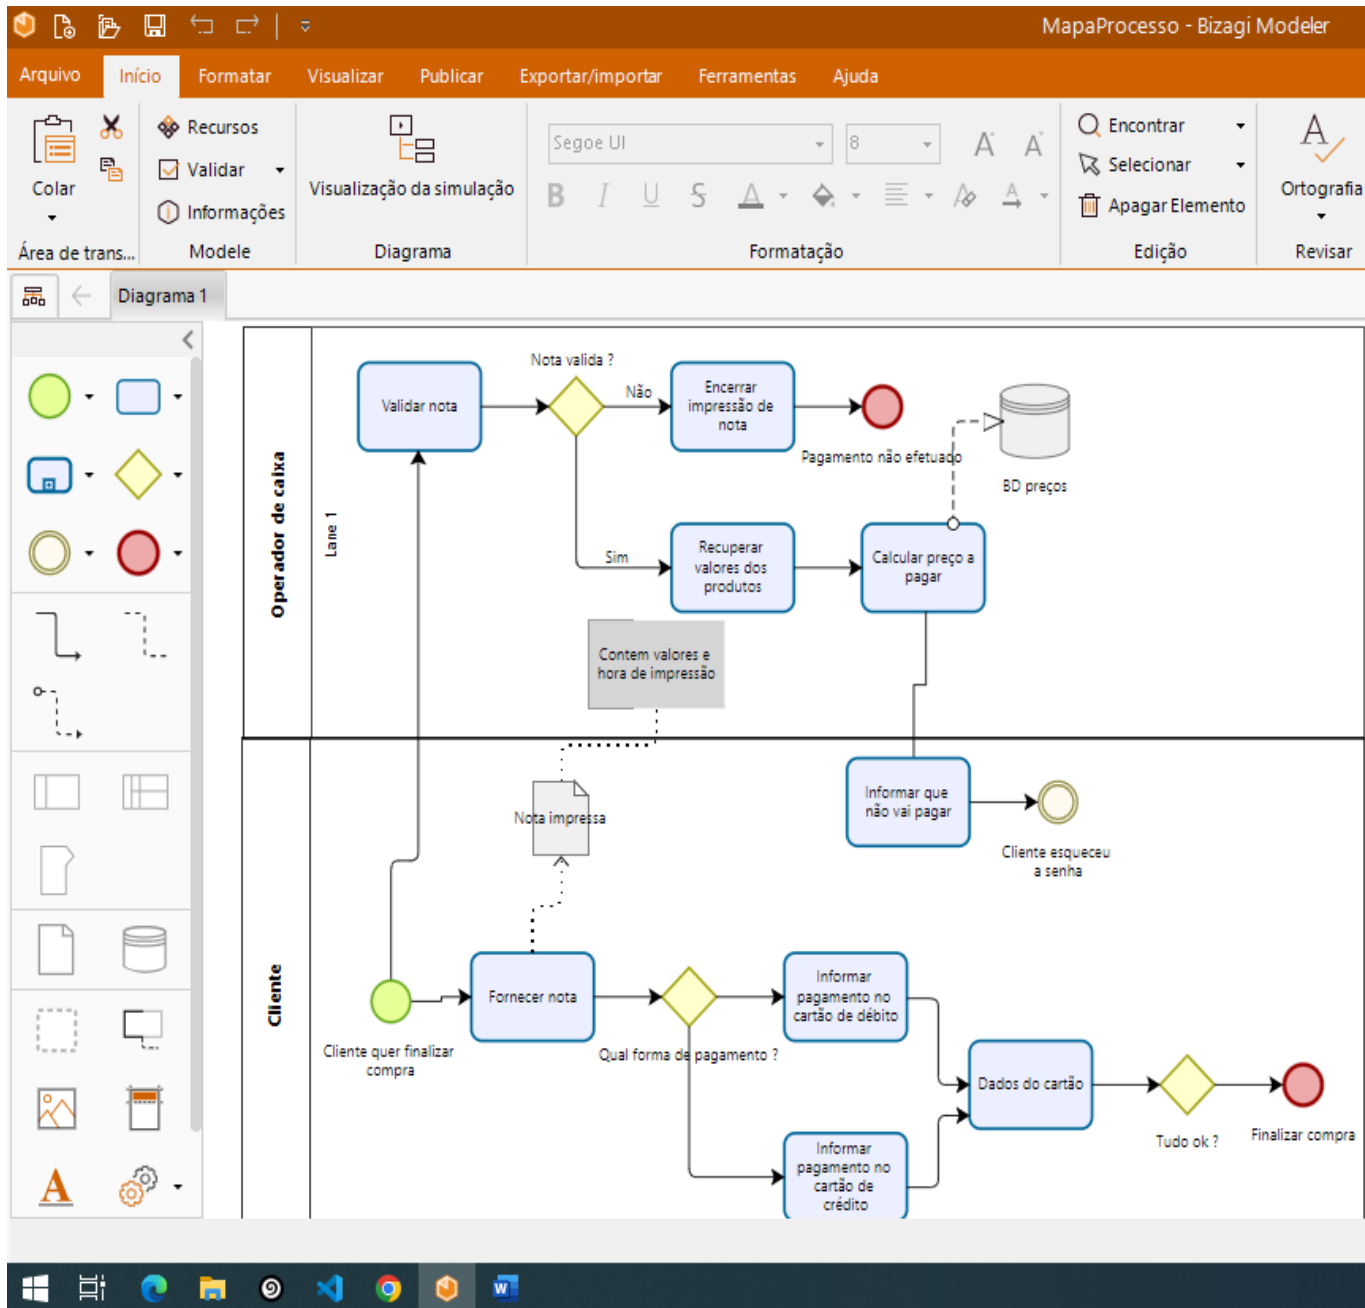 MapaProcesso - Bizagi Modeler
Arquivo Início Formatar Visualizar Publicar Exportar/importar Ferramentas Ajuda
Colar
Recursos
Validar
Informações
Visualização da simulação
Segoe UI 8
Encontrar
Selecionar
Apagar Elemento
Ortografia
Área de trans... Modele Diagrama Formatação Edição Revisar
Diagrama 1
Operador de caixa
Lane 1
Validar nota
Nota valida ?
Não
Encerrar
impressão de
nota
Pagamento não efetuado
BD preços
Sim
Recuperar
valores dos
produtos
Calcular preço a
pagar
Contem valores e
hora de impressão
Cliente
Nota impressa
Informar que
não vai pagar
Cliente esqueceu
a senha
Cliente quer finalizar
compra
Fornecer nota
Qual forma de pagamento ?
Informar
pagamento no
cartão de débito
Informar
pagamento no
cartão de
crédito
Dados do cartão
Tudo ok ?
Finalizar compra